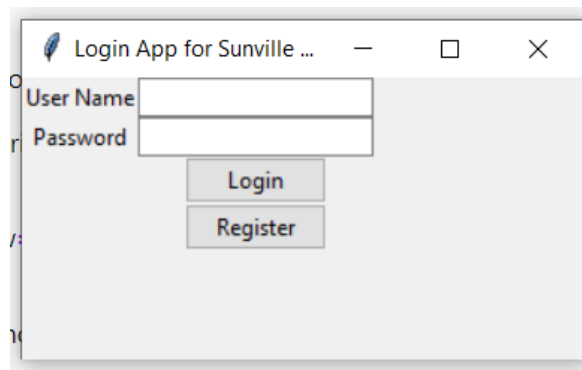 Login App for Sunville ...
User Name
Password
Login
Register